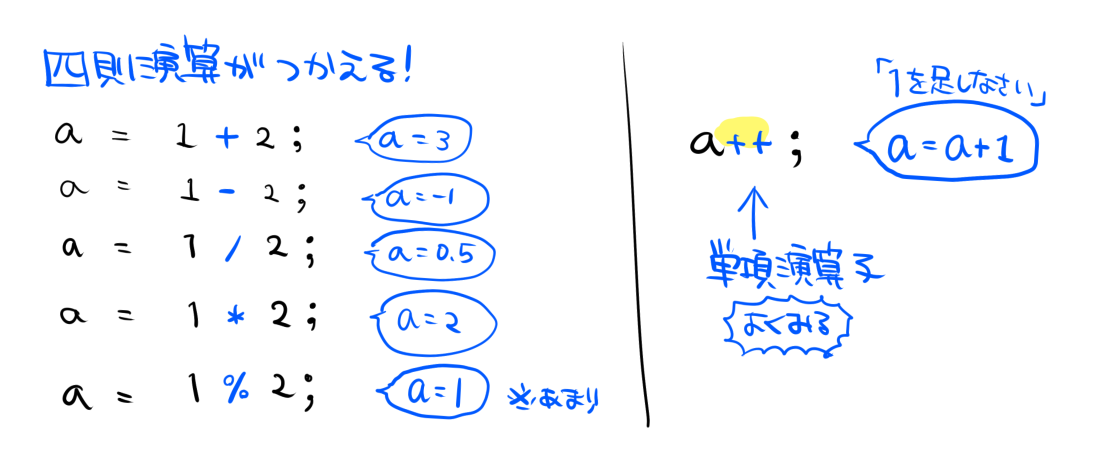 四則演算がつかえる!
a = 1 + 2; a=3
a = 1 - 2; a=-1
a = 1 / 2; a=0.5
a = 1 * 2; a=2
a = 1 % 2; a=1 ※あまり
「1を足しなさい」
a++; a=a+1
単項演算子
よくみる